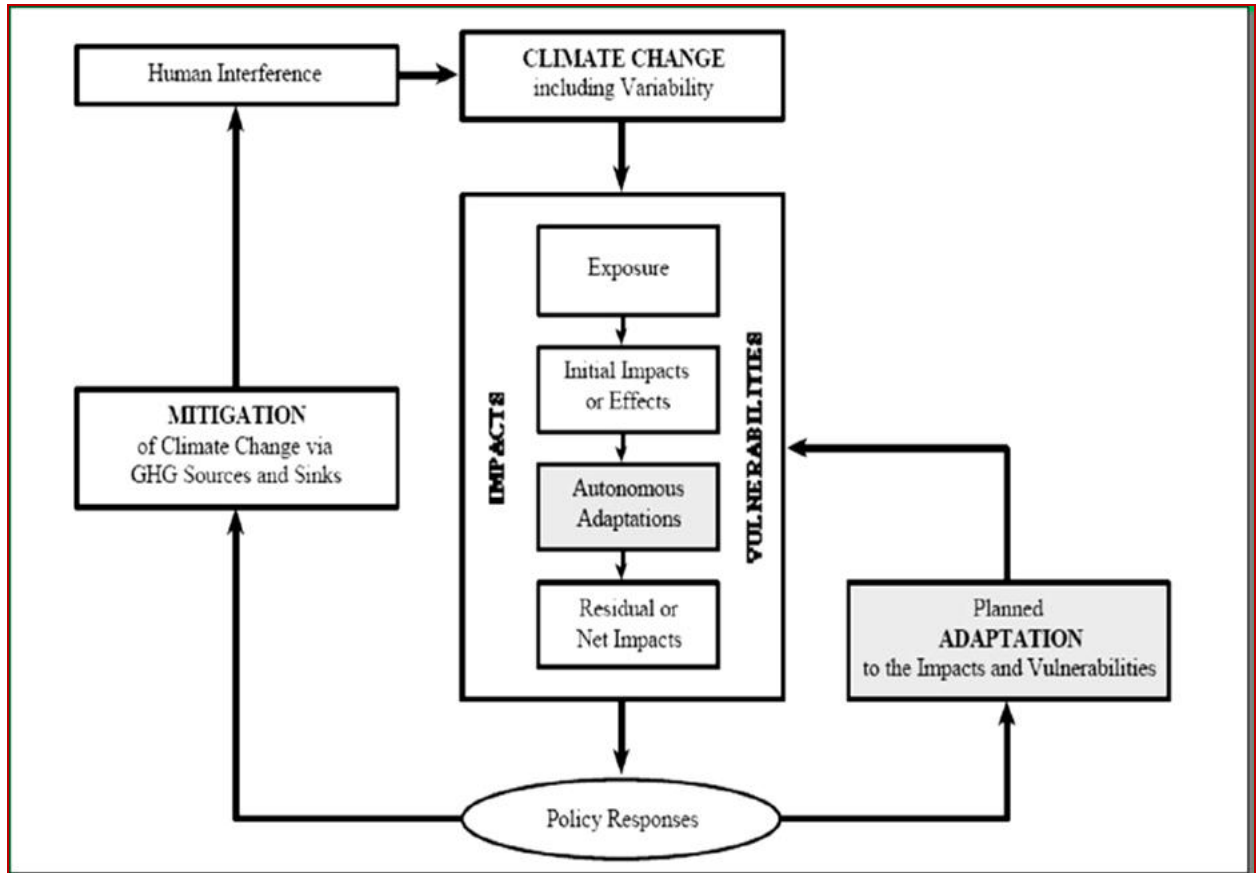 Human Interference
CLIMATE CHANGE
including Variability
Exposure
Initial Impacts
or Effects
IMPACTS
VULNERABILITIES
Autonomous
Adaptations
Residual or
Net Impacts
MITIGATION
of Climate Change via
GHG Sources and Sinks
Planned
ADAPTATION
to the Impacts and Vulnerabilities
Policy Responses